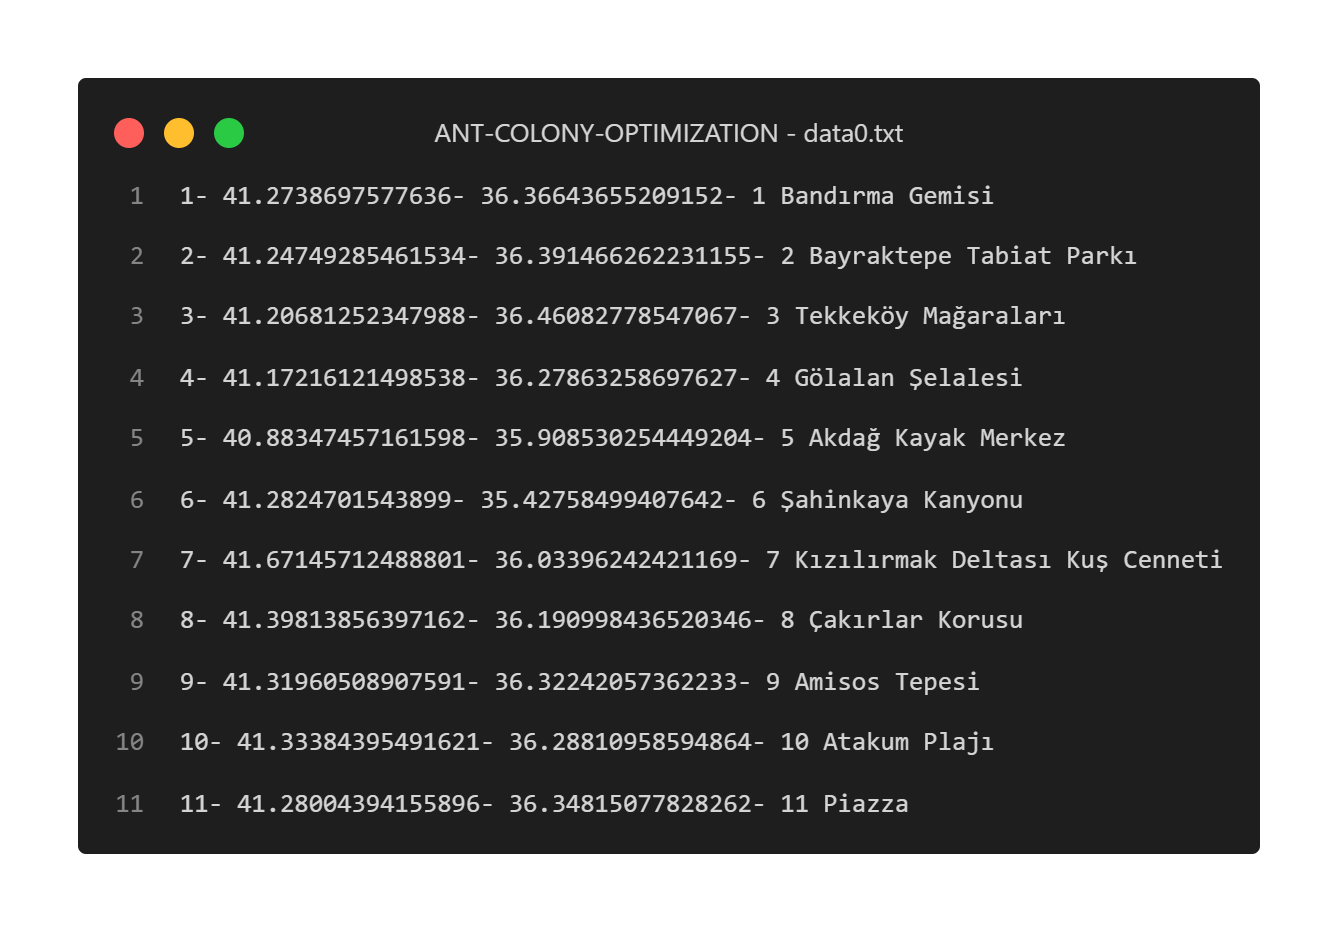 ANT-COLONY-OPTIMIZATION - data0.txt
1 1- 41.2738697577636- 36.36643655209152- 1 Bandırma Gemisi
2 2- 41.24749285461534- 36.391466262231155- 2 Bayraktepe Tabiat Parkı
3 3- 41.20681252347988- 36.46082778547067- 3 Tekkeköy Mağaraları
4 4- 41.17216121498538- 36.27863258697627- 4 Gölalan Şelalesi
5 5- 40.88347457161598- 35.908530254449204- 5 Akdağ Kayak Merkez
6 6- 41.2824701543899- 35.42758499407642- 6 Şahinkaya Kanyonu
7 7- 41.67145712488801- 36.03396242421169- 7 Kızılırmak Deltası Kuş Cenneti
8 8- 41.39813856397162- 36.190998436520346- 8 Çakırlar Korusu
9 9- 41.31960508907591- 36.32242057362233- 9 Amisos Tepesi
10 10- 41.33384395491621- 36.28810958594864- 10 Atakum Plajı
11 11- 41.28004394155896- 36.34815077828262- 11 Piazza